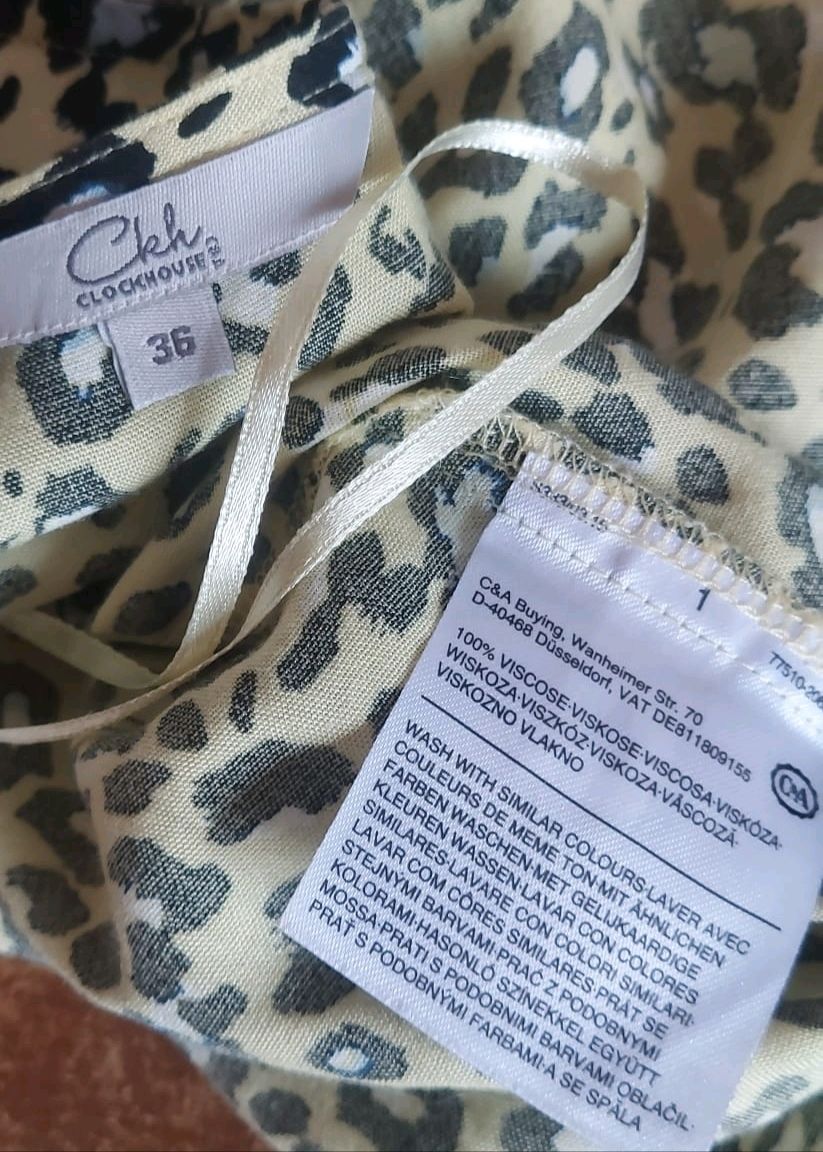 Ckh
CLOCKHOUSE
C&A
36
1
C&A Buying, Wanheimer Str. 70
D-40468 Düsseldorf, VAT DE811809155
100% VISCOSE·VISKOSE·VISCOSA·VISKÓZA·
WISKOZA·VISZKÓZ·VISKOZA·VÂSCOZĂ·
VISKOZNO VLAKNO
C&A
WASH WITH SIMILAR COLOURS·LAVER AVEC
COULEURS DE MEME TON·MIT ÄHNLICHEN
FARBEN WASCHEN·MET GELIJKAARDIGE
KLEUREN WASSEN·LAVAR CON COLORES
SIMILARES·LAVARE CON COLORI SIMILARI·
LAVAR COM CÔRES SIMILARES·PRÁT SE
STEJNÝMI BARVAMI·PRAĆ Z PODOBNYMI
KOLORAMI·HASONLÓ SZINEKKEL EGYÜTT
MOSSA·PRATI S PODOBNIMI BARVAMI OBLAČIL·
PRAŤ S PODOBNÝMI FARBAMI·A SE SPĂLA